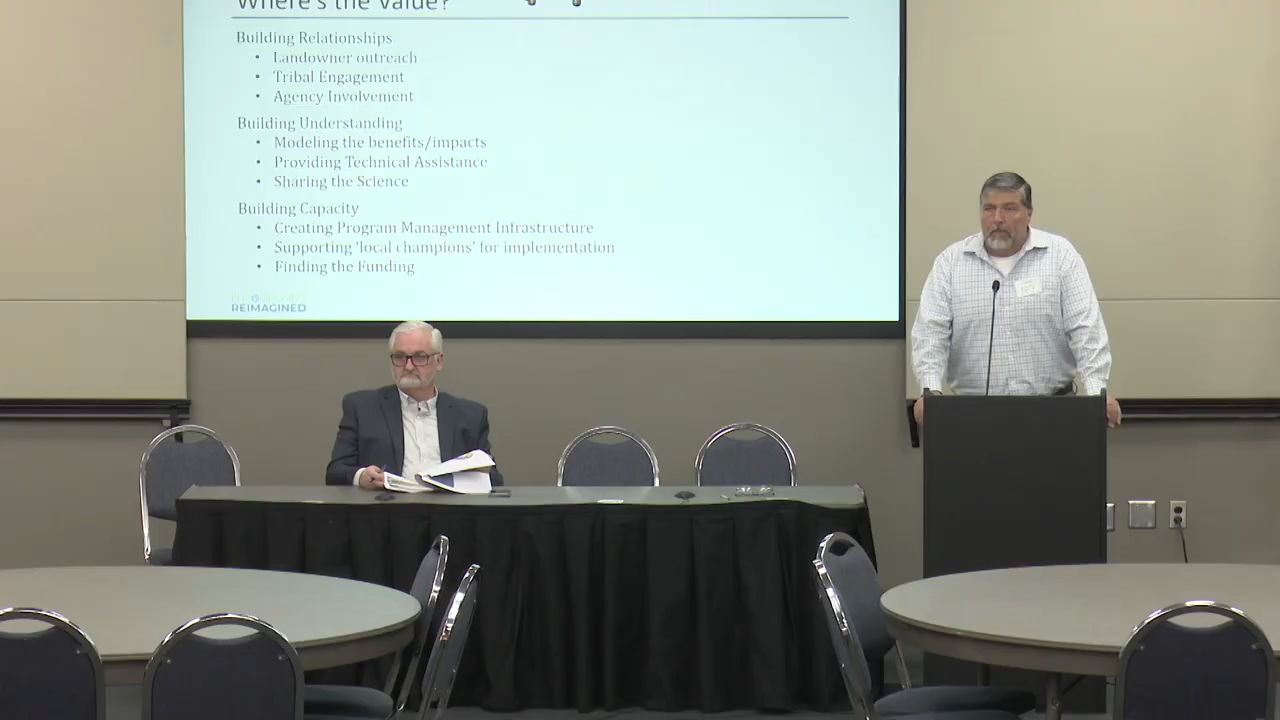 Where's the Value?
Building Relationships
• Landowner outreach
• Tribal Engagement
• Agency Involvement
Building Understanding
• Modeling the benefits/impacts
• Providing Technical Assistance
• Sharing the Science
Building Capacity
• Creating Program Management Infrastructure
• Supporting 'local champions' for implementation
• Finding the Funding
REIMAGINED